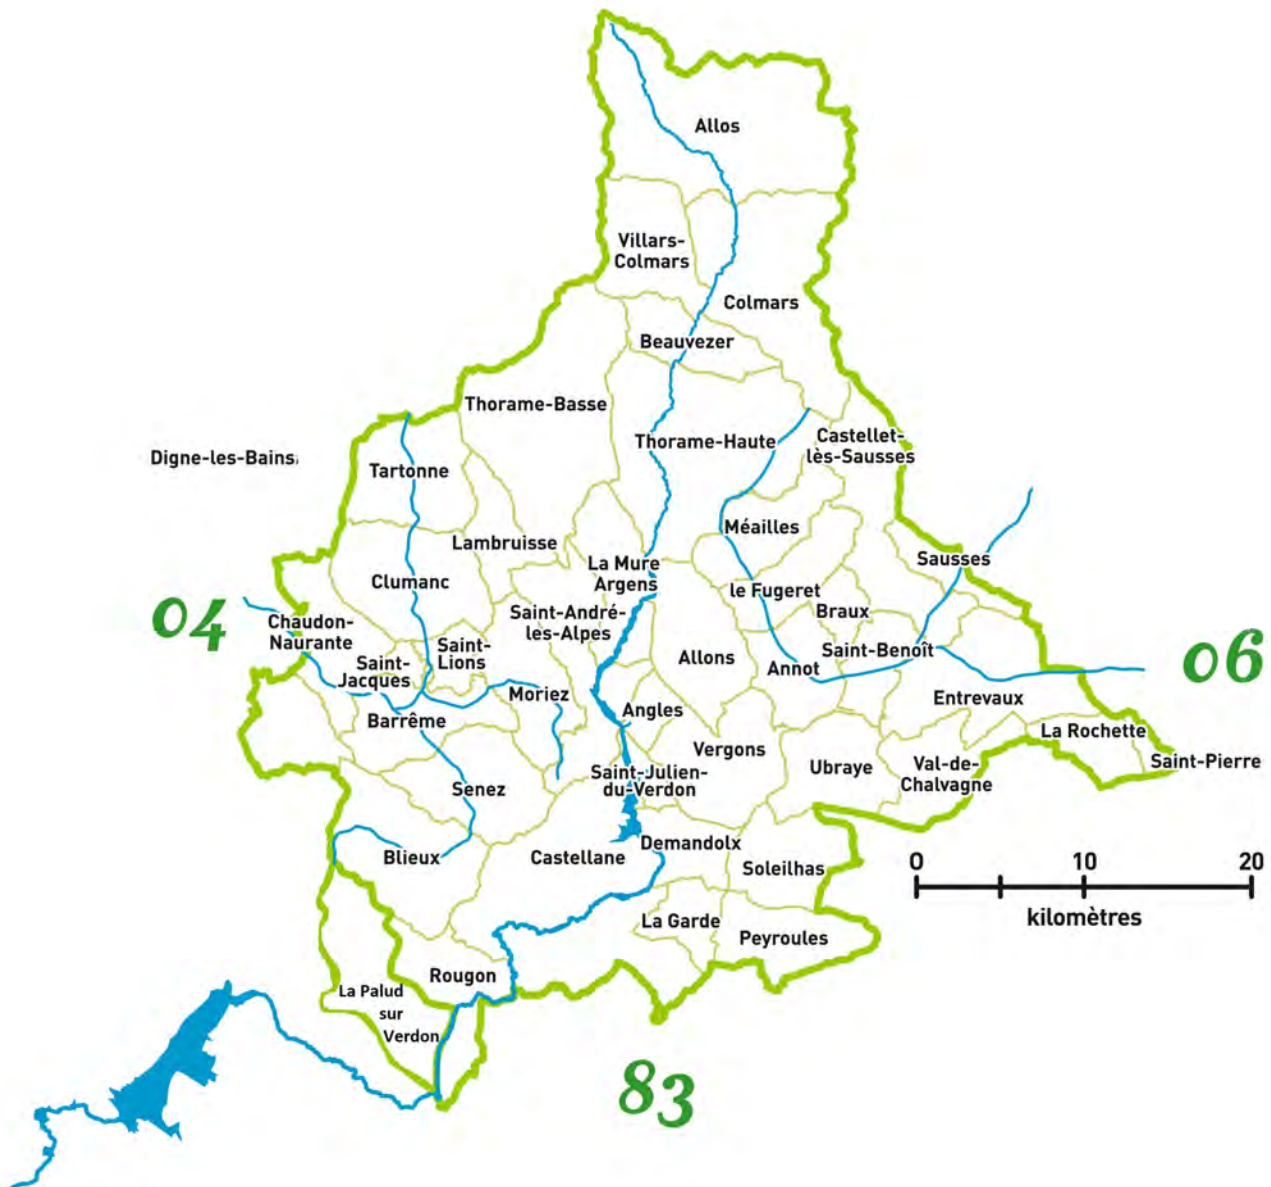 Allos
Villars-
Colmars
Colmars
Beauvezer
Thorame-Basse
Thorame-Haute
Castellet-
lès-Sausses
Digne-les-Bains
Tartonne
Méailles
Lambruisse
La Mure
Argens
Sausses
Clumanc
le Fugeret
04
Chaudon-
Naurante
Saint-André-
les-Alpes
Braux
Saint-
Lions
Saint-Benoît
06
Saint-
Jacques
Allons
Annot
Moriez
Entrevaux
Barrême
Angles
La Rochette
Vergons
Saint-Pierre
Ubraye
Val-de-
Chalvagne
Saint-Julien-
du-Verdon
Senez
Demandolx
Blieux
Castellane
Soleilhas
0 10 20
kilomètres
La Garde
Peyroules
Rougon
La Palud
sur
Verdon
83